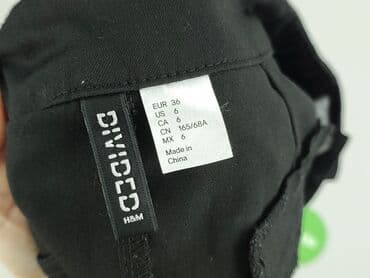 DIVIDED
H&M
EUR 36
US 6
CA 6
CN 165/68A
MX 6
Made in
China